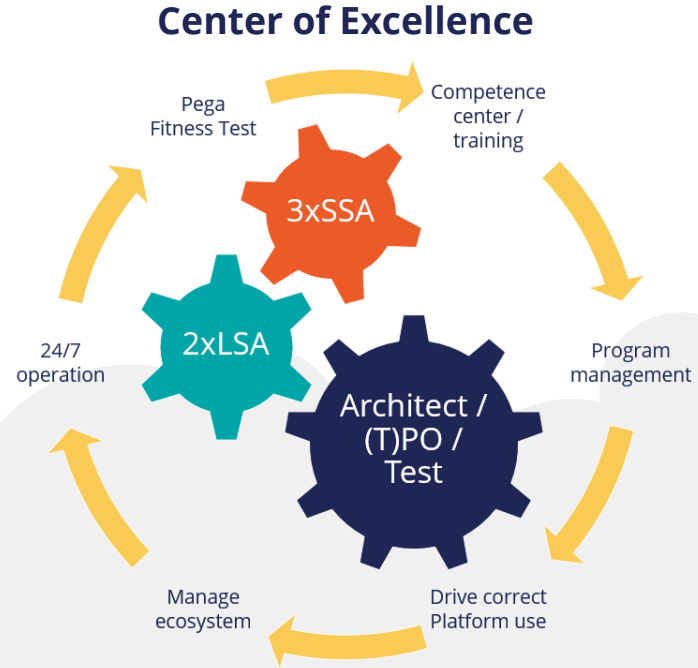 Center of Excellence
Pega
Fitness Test
Competence
center /
training
3xSSA
2xLSA
24/7
operation
Program
management
Architect /
(T)PO /
Test
Manage
ecosystem
Drive correct
Platform use